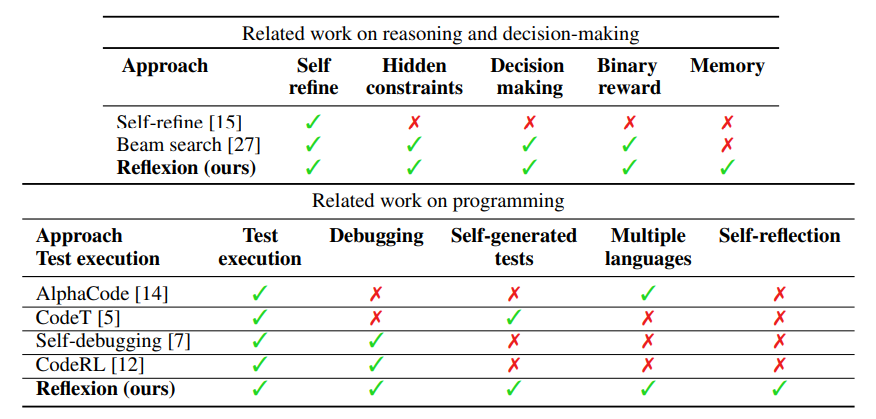 Related work on reasoning and decision-making
Approach Self refine Hidden constraints Decision making Binary reward Memory
Self-refine [15] ✓ ✗ ✗ ✗ ✗
Beam search [27] ✓ ✓ ✓ ✓ ✗
Reflexion (ours) ✓ ✓ ✓ ✓ ✓
Related work on programming
Approach Test execution Test execution Debugging Self-generated tests Multiple languages Self-reflection
AlphaCode [14] ✓ ✗ ✗ ✓ ✗
CodeT [5] ✓ ✗ ✓ ✗ ✗
Self-debugging [7] ✓ ✓ ✗ ✗ ✗
CodeRL [12] ✓ ✓ ✗ ✗ ✗
Reflexion (ours) ✓ ✓ ✓ ✓ ✓